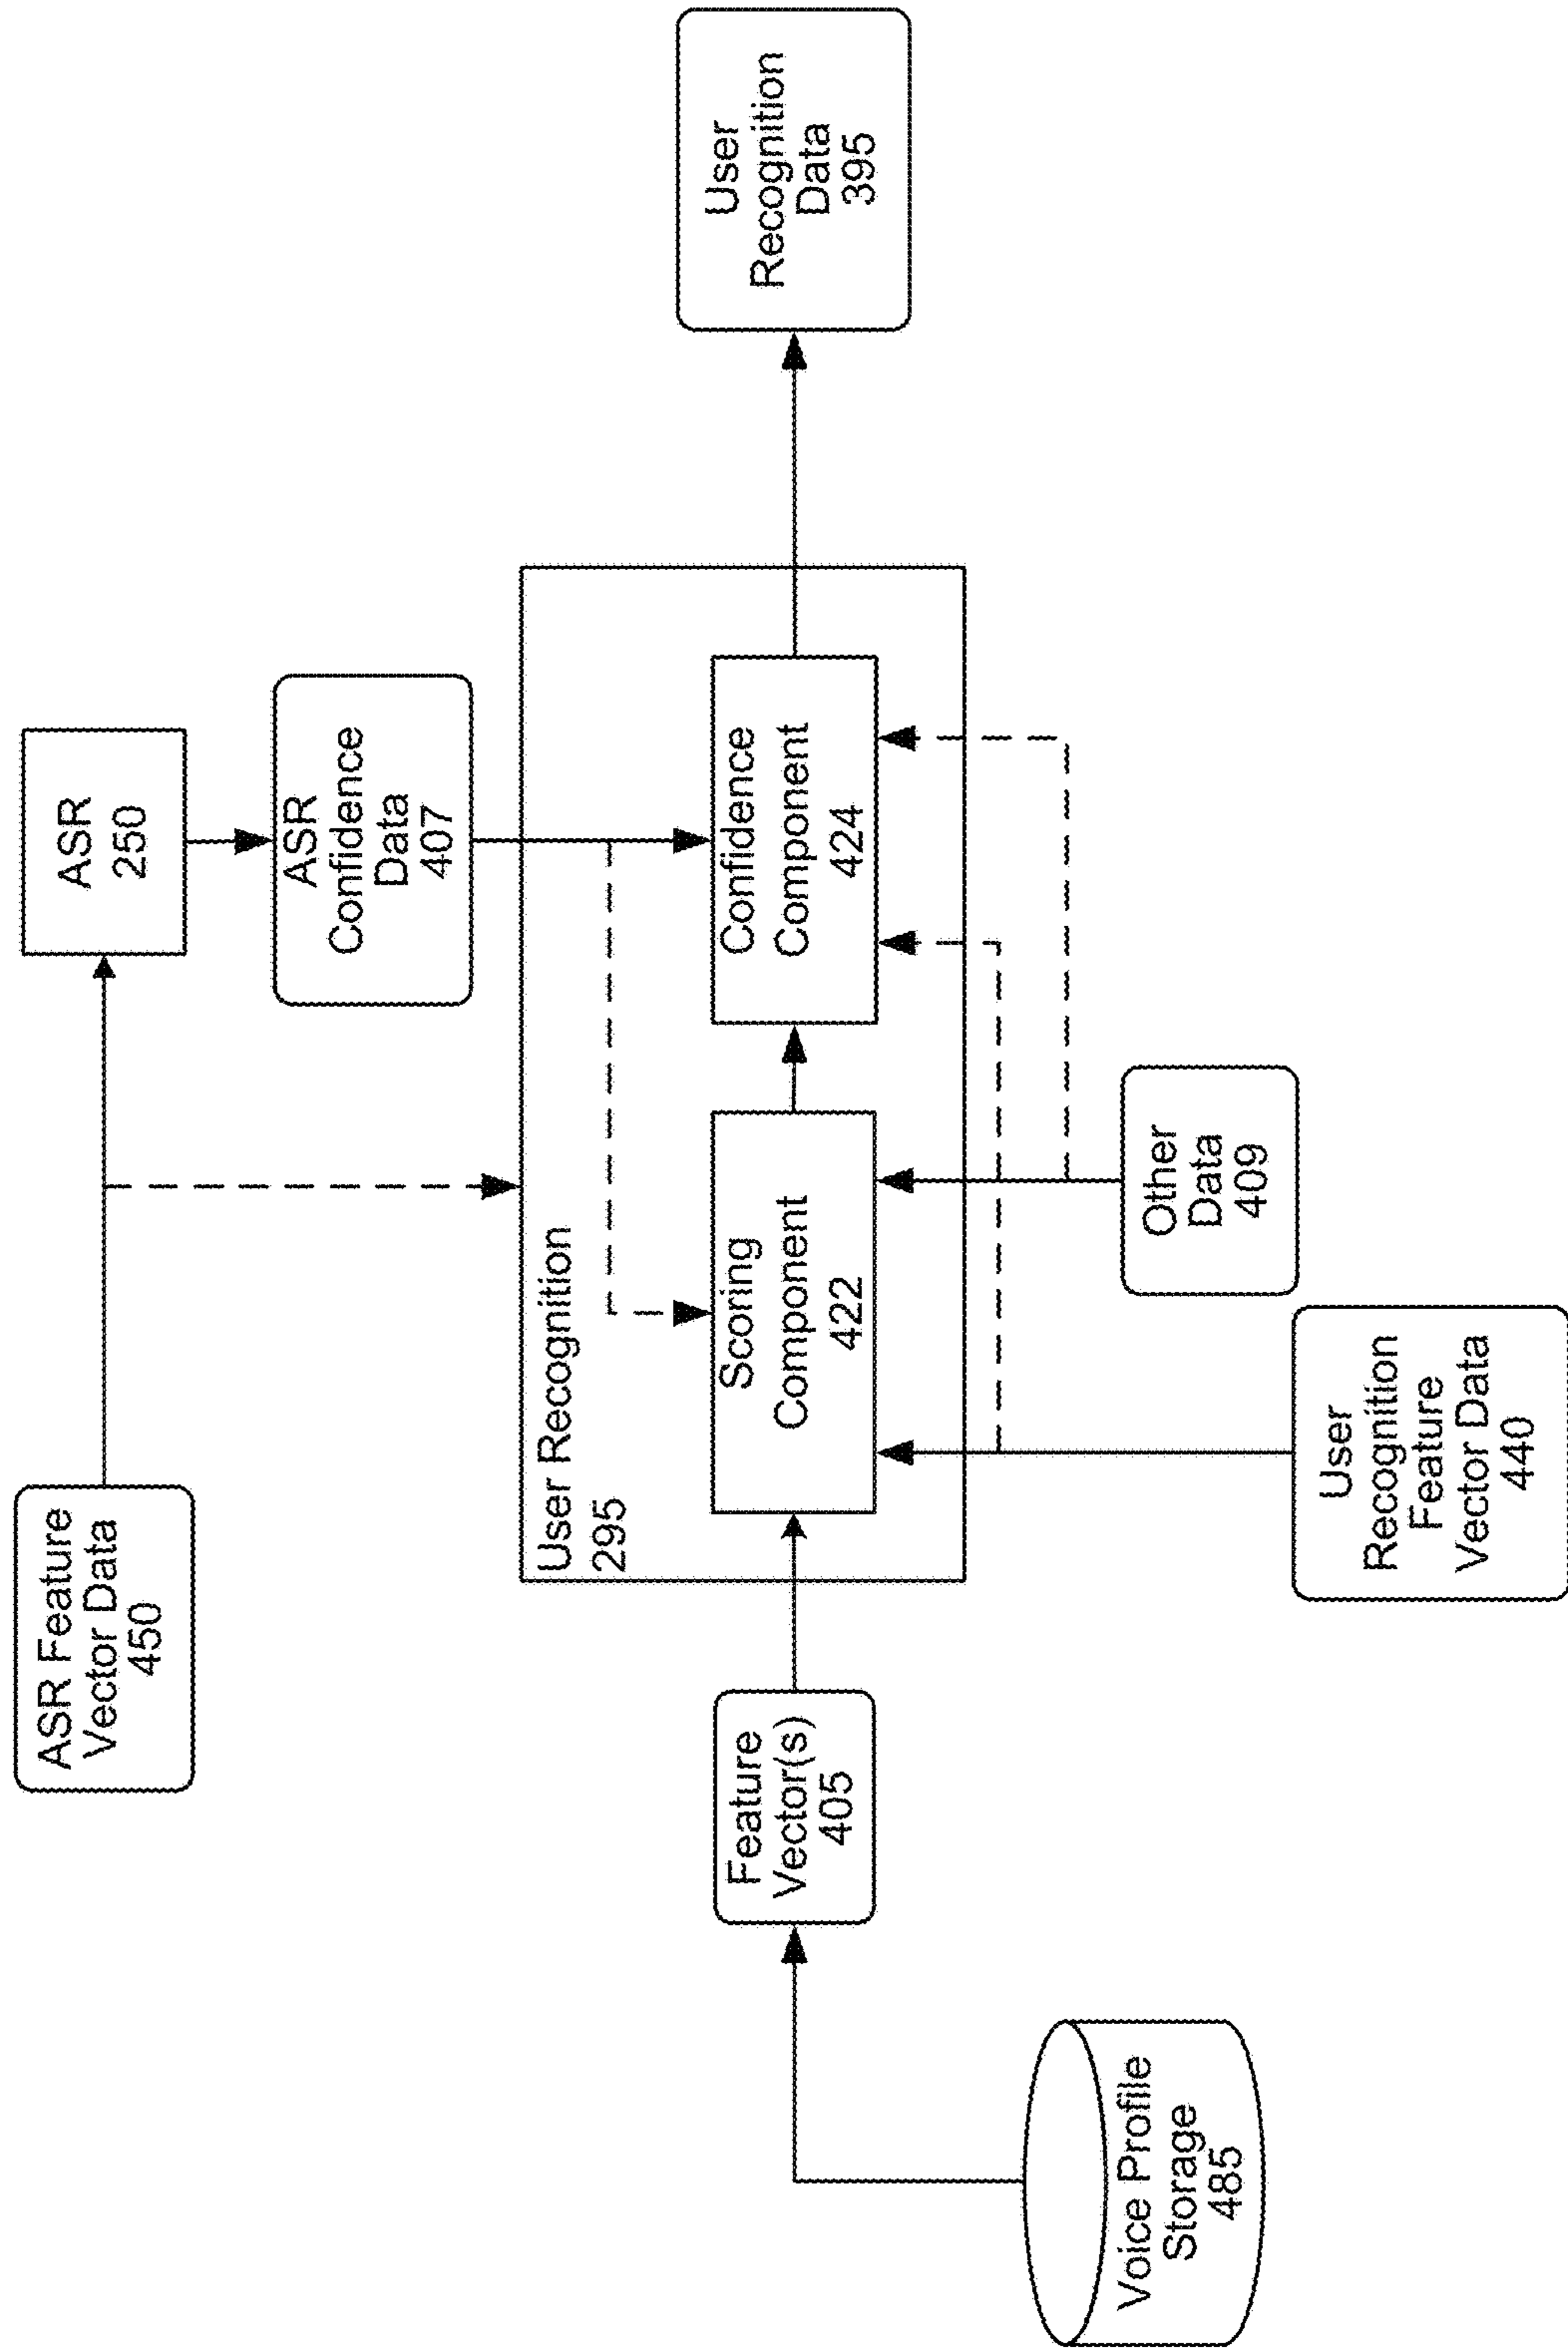 ASR Feature
Vector Data
450
ASR
250
ASR
Confidence
Data
407
User Recognition
295
Voice Profile
Storage
485
Feature
Vector(s)
405
Scoring
Component
422
Confidence
Component
424
User
Recognition
Data
395
Other
Data
409
User
Recognition
Feature
Vector Data
440